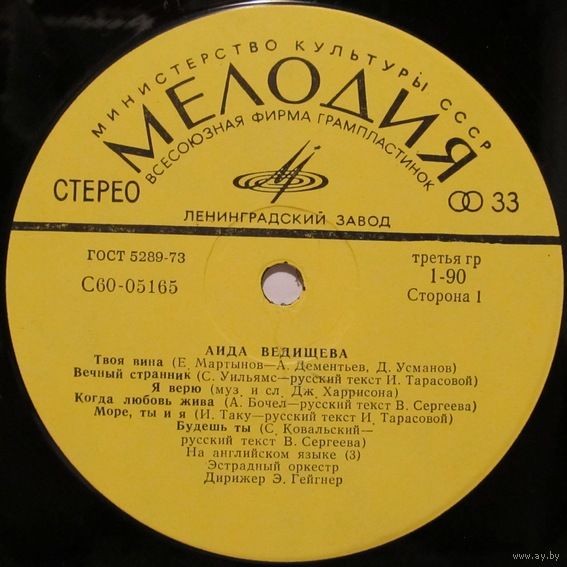 МИНИСТЕРСТВО КУЛЬТУРЫ СССР
МЕЛОДИЯ
ВСЕСОЮЗНАЯ ФИРМА ГРАМПЛАСТИНОК
СТЕРЕО
33
ЛЕНИНГРАДСКИЙ ЗАВОД
ГОСТ 5289-73
третья гр
С60-05165
1-90
Сторона 1
АИДА ВЕДИЩЕВА
Твоя вина (Е. Мартынов—А. Дементьев, Д. Усманов)
Вечный странник (С. Уильямс—русский текст И. Тарасовой)
Я верю (муз. и сл. Дж. Харрисона)
Когда любовь жива (А. Бочел—русский текст В. Сергеева)
Море, ты и я (И. Таку—русский текст И. Тарасовой)
Будешь ты (С. Ковальский—
русский текст В. Сергеева)
На английском языке (3)
Эстрадный оркестр
Дирижер Э. Гейгнер
www.ay.by